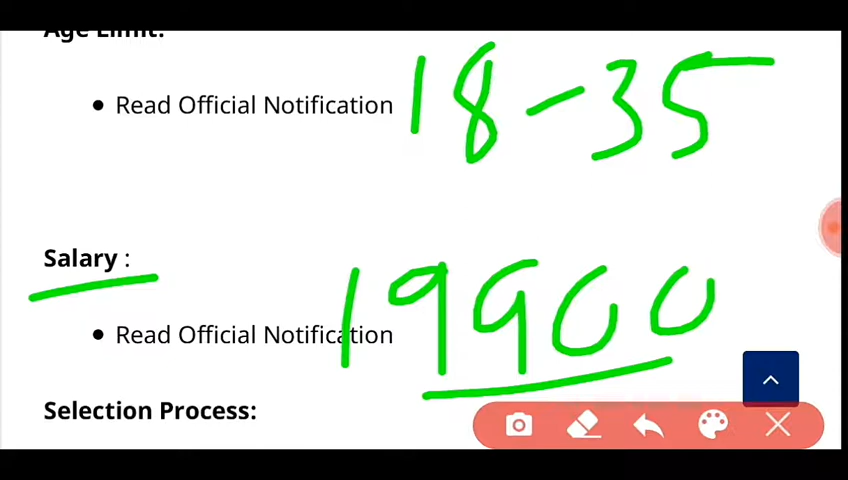 Age Limit:
Read Official Notification 18-35
Salary :
19900
Read Official Notification
Selection Process: